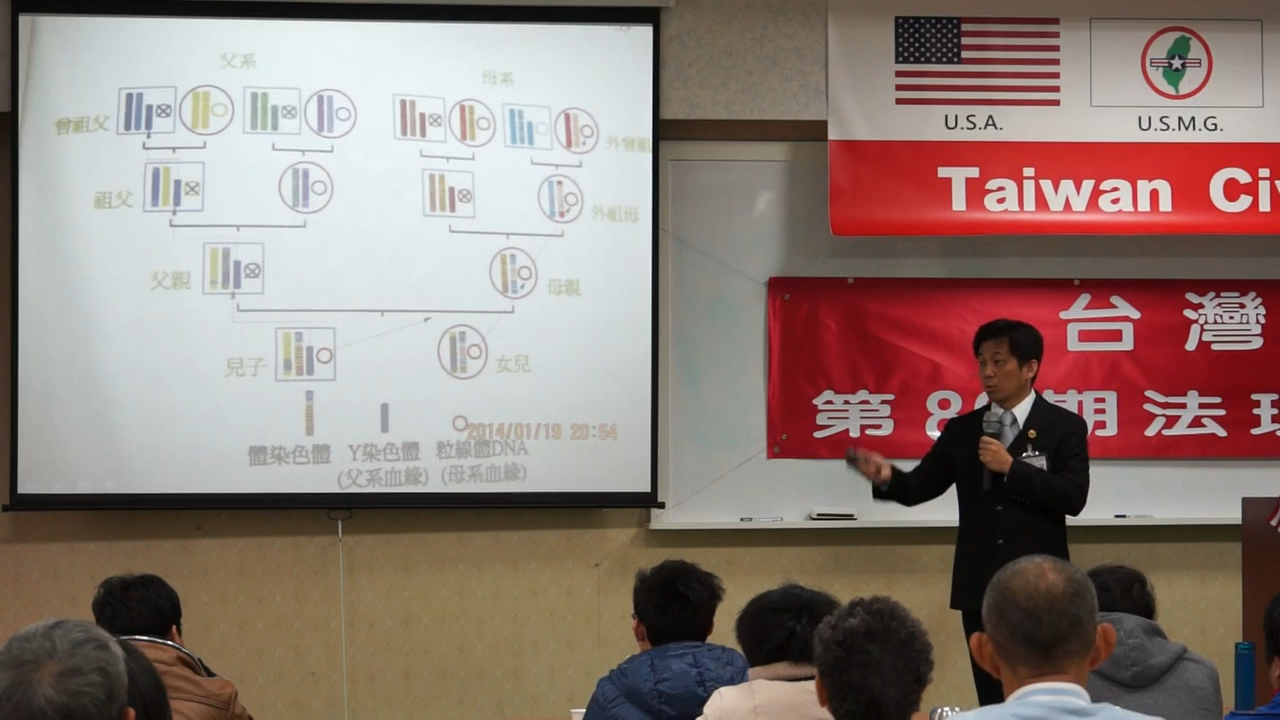 父系
母系
曾祖父
外曾祖
祖父
外祖母
父親
母親
兒子
女兒
2014/01/19 20:54
體染色體 Y染色體 粒線體DNA
(父系血緣) (母系血緣)
U.S.A.
U.S.M.G.
Taiwan Civ
台灣
第8 期法理